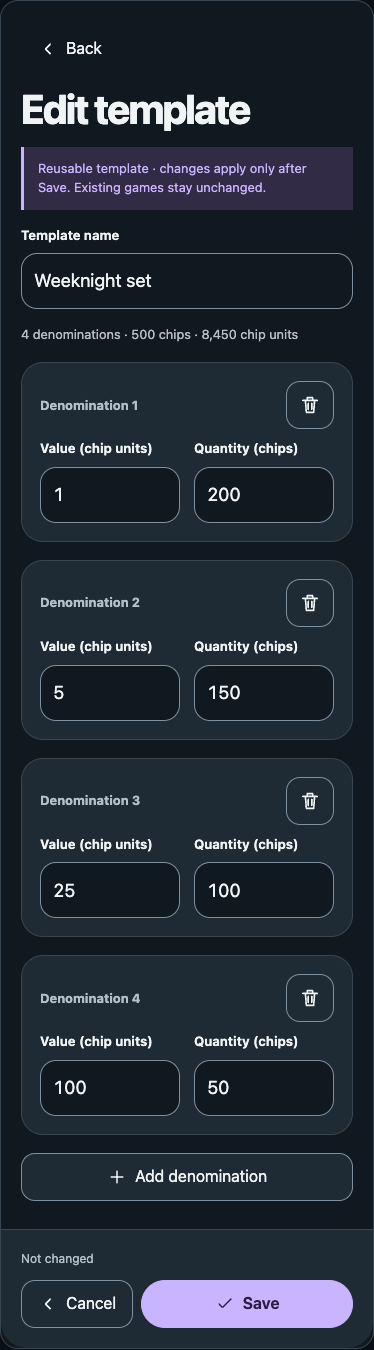 Back
Edit template
Reusable template · changes apply only after
Save. Existing games stay unchanged.
Template name
Weeknight set
4 denominations · 500 chips · 8,450 chip units
Denomination 1
Value (chip units) Quantity (chips)
1 200
Denomination 2
Value (chip units) Quantity (chips)
5 150
Denomination 3
Value (chip units) Quantity (chips)
25 100
Denomination 4
Value (chip units) Quantity (chips)
100 50
Add denomination
Not changed
Cancel Save